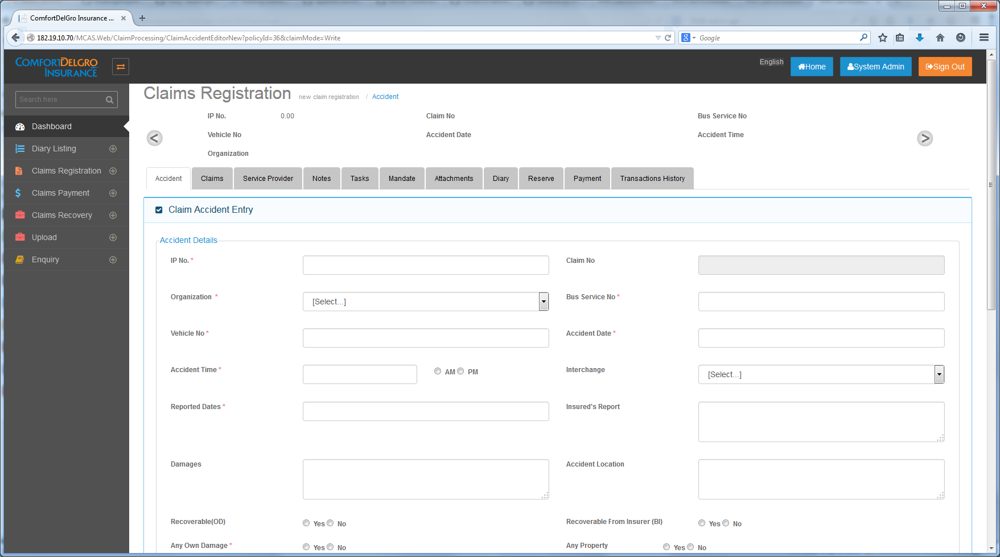 ComfortDelGro Insurance ...
182.19.10.70/MCAS.Web/ClaimProcessing/ClaimAccidentEditorNew?policyId=36&claimMode=Write
Google
COMFORTDELGRO
INSURANCE
English
Home
System Admin
Sign Out
Search here
Dashboard
Diary Listing
Claims Registration
Claims Payment
Claims Recovery
Upload
Enquiry
Claims Registration new claim registration / Accident
IP No. 0.00 Claim No Bus Service No
Vehicle No Accident Date Accident Time
Organization
Accident Claims Service Provider Notes Tasks Mandate Attachments Diary Reserve Payment Transactions History
Claim Accident Entry
Accident Details
IP No. * Claim No
Organization * [Select...] Bus Service No *
Vehicle No * Accident Date *
Accident Time * AM PM Interchange [Select...]
Reported Dates * Insured's Report
Damages Accident Location
Recoverable(OD) Yes No Recoverable From Insurer (BI) Yes No
Any Own Damage * Yes No Any Property Yes No